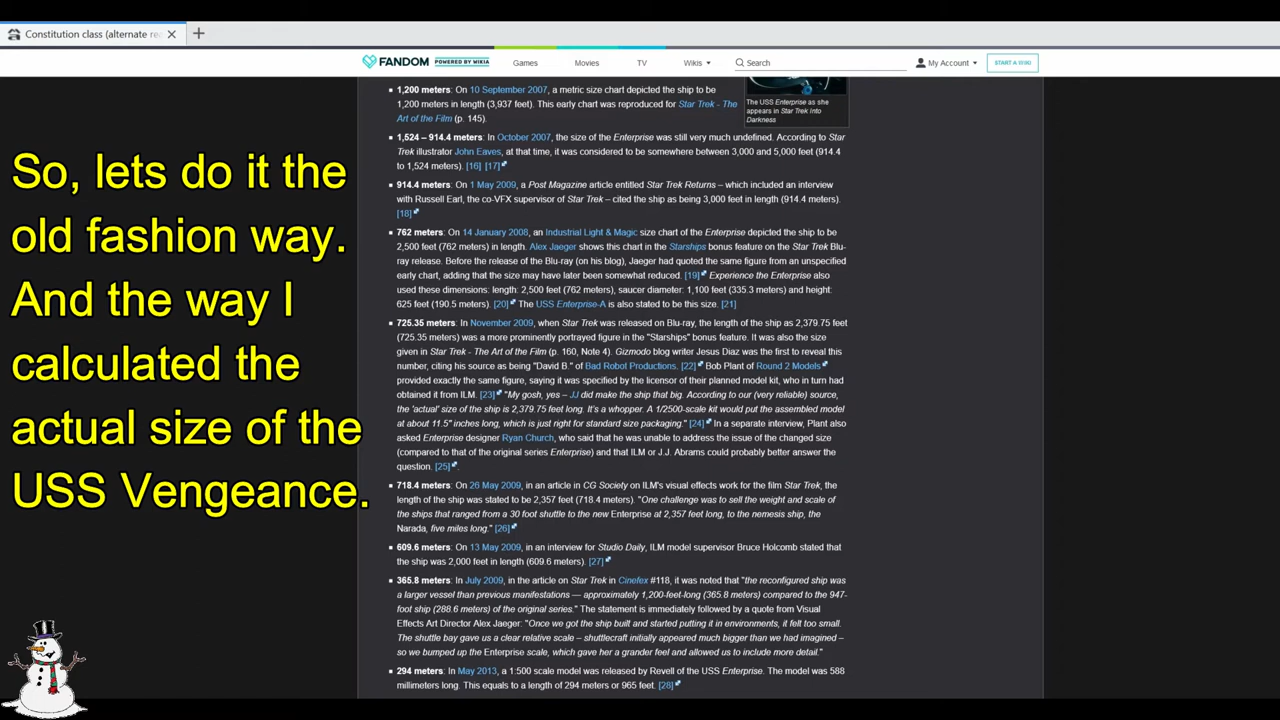 Constitution class (alternate rea
FANDOM POWERED BY WIKIA Games Movies TV Wikis Search My Account START A WIKI
So, lets do it the
old fashion way.
And the way I
calculated the
actual size of the
USS Vengeance.
The USS Enterprise as she
appears in Star Trek Into
Darkness
1,200 meters: On 10 September 2007, a metric size chart depicted the ship to be
1,200 meters in length (3,937 feet). This early chart was reproduced for Star Trek - The
Art of the Film (p. 145).
1,524 – 914.4 meters: In October 2007, the size of the Enterprise was still very much undefined. According to Star
Trek illustrator John Eaves, at that time, it was considered to be somewhere between 3,000 and 5,000 feet (914.4
to 1,524 meters). [16] [17]
914.4 meters: On 1 May 2009, a Post Magazine article entitled Star Trek Returns – which included an interview
with Russell Earl, the co-VFX supervisor of Star Trek – cited the ship as being 3,000 feet in length (914.4 meters).
[18]
762 meters: On 14 January 2008, an Industrial Light & Magic size chart of the Enterprise depicted the ship to be
2,500 feet (762 meters) in length. Alex Jaeger shows this chart in the Starships bonus feature on the Star Trek Blu-
ray release. Before the release of the Blu-ray (on his blog), Jaeger had quoted the same figure from an unspecified
early chart, adding that the size may have later been somewhat reduced. [19] Experience the Enterprise also
used these dimensions: length: 2,500 feet (762 meters), saucer diameter: 1,100 feet (335.3 meters) and height:
625 feet (190.5 meters). [20] The USS Enterprise-A is also stated to be this size. [21]
725.35 meters: In November 2009, when Star Trek was released on Blu-ray, the length of the ship as 2,379.75 feet
(725.35 meters) was a more prominently portrayed figure in the "Starships" bonus feature. It was also the size
given in Star Trek - The Art of the Film (p. 160, Note 4). Gizmodo blog writer Jesus Diaz was the first to reveal this
number, citing his source as being "David B." of Bad Robot Productions. [22] Bob Plant of Round 2 Models
provided exactly the same figure, saying it was specified by the licensor of their planned model kit, who in turn had
obtained it from ILM. [23] "My gosh, yes – JJ did make the ship that big. According to our (very reliable) source,
the 'actual' size of the ship is 2,379.75 feet long. It's a whopper. A 1/2500-scale kit would put the assembled model
at about 11.5" inches long, which is just right for standard size packaging." [24] In a separate interview, Plant also
asked Enterprise designer Ryan Church, who said that he was unable to address the issue of the changed size
(compared to that of the original series Enterprise) and that ILM or J.J. Abrams could probably better answer the
question. [25]
718.4 meters: On 26 May 2009, in an article in CG Society on ILM's visual effects work for the film Star Trek, the
length of the ship was stated to be 2,357 feet (718.4 meters). "One challenge was to sell the weight and scale of
the ships that ranged from a 30 foot shuttle to the new Enterprise at 2,357 feet long, to the nemesis ship, the
Narada, five miles long." [26]
609.6 meters: On 13 May 2009, in an interview for Studio Daily, ILM model supervisor Bruce Holcomb stated that
the ship was 2,000 feet in length (609.6 meters). [27]
365.8 meters: In July 2009, in the article on Star Trek in Cinefex #118, it was noted that "the reconfigured ship was
a larger vessel than previous manifestations — approximately 1,200-feet-long (365.8 meters) compared to the 947-
foot ship (288.6 meters) of the original series." The statement is immediately followed by a quote from Visual
Effects Art Director Alex Jaeger: "Once we got the ship built and started putting it in environments, it felt too small.
The shuttle bay gave us a clear relative scale – shuttlecraft initially appeared much bigger than we had imagined –
so we bumped up the Enterprise scale, which gave her a grander feel and allowed us to include more detail."
294 meters: In May 2013, a 1:500 scale model was released by Revell of the USS Enterprise. The model was 588
millimeters long. This equals to a length of 294 meters or 965 feet. [28]